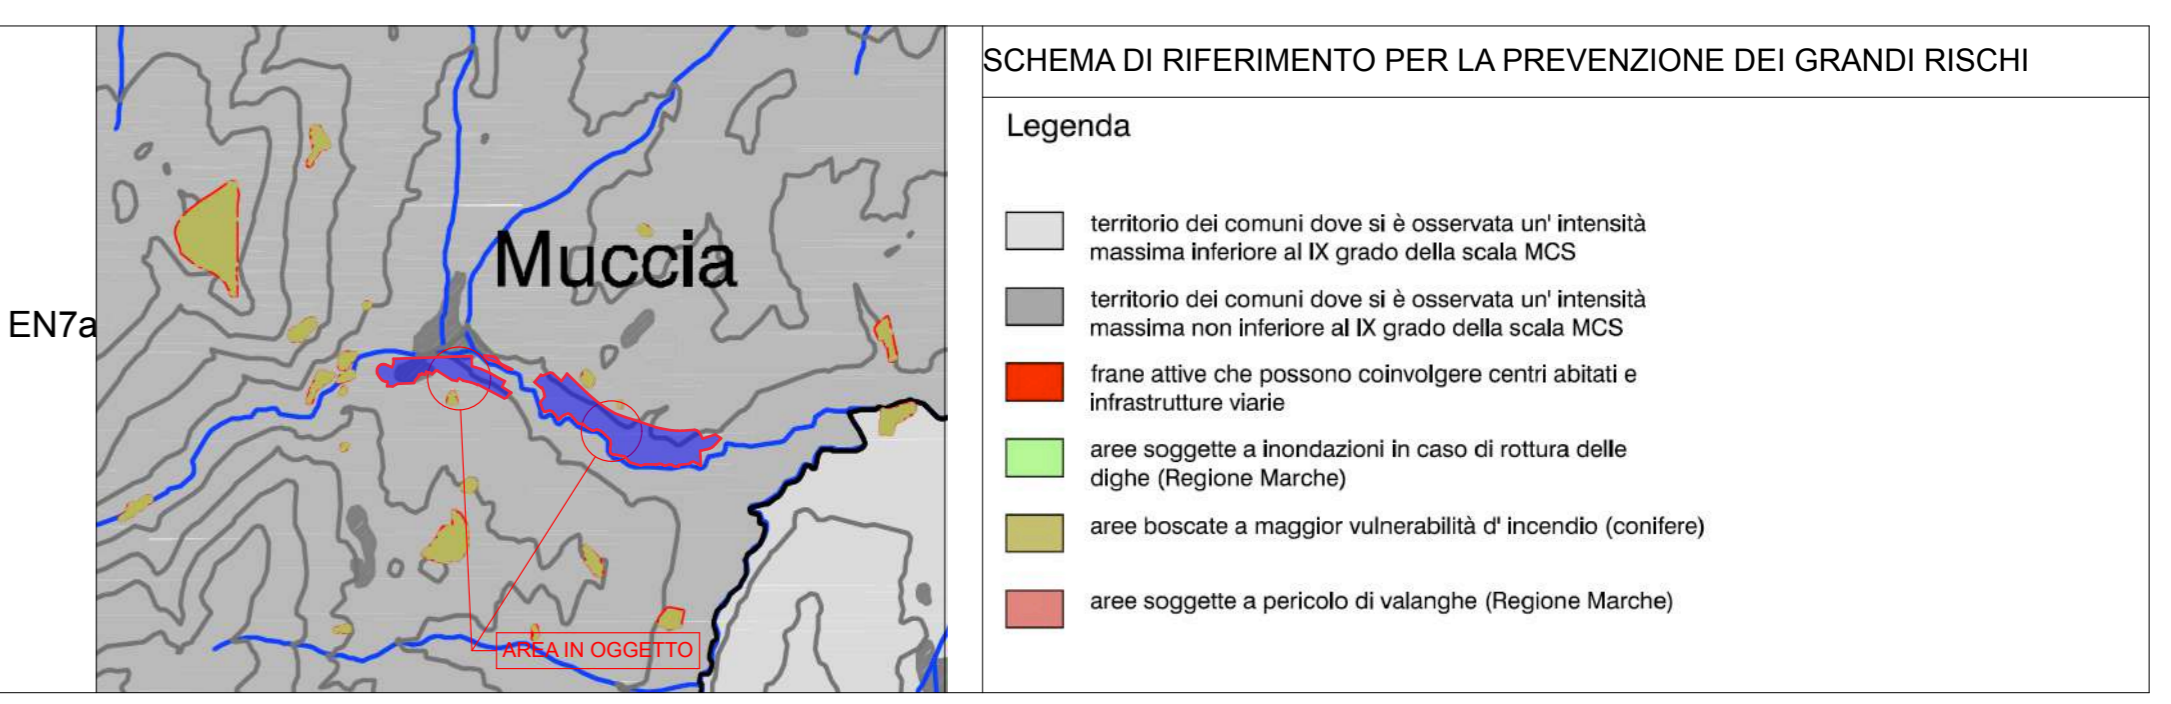 EN7a
Muccia
AREA IN OGGETTO
SCHEMA DI RIFERIMENTO PER LA PREVENZIONE DEI GRANDI RISCHI
Legenda
territorio dei comuni dove si è osservata un' intensità
massima inferiore al IX grado della scala MCS
territorio dei comuni dove si è osservata un' intensità
massima non inferiore al IX grado della scala MCS
frane attive che possono coinvolgere centri abitati e
infrastrutture viarie
aree soggette a inondazioni in caso di rottura delle
dighe (Regione Marche)
aree boscate a maggior vulnerabilità d' incendio (conifere)
aree soggette a pericolo di valanghe (Regione Marche)